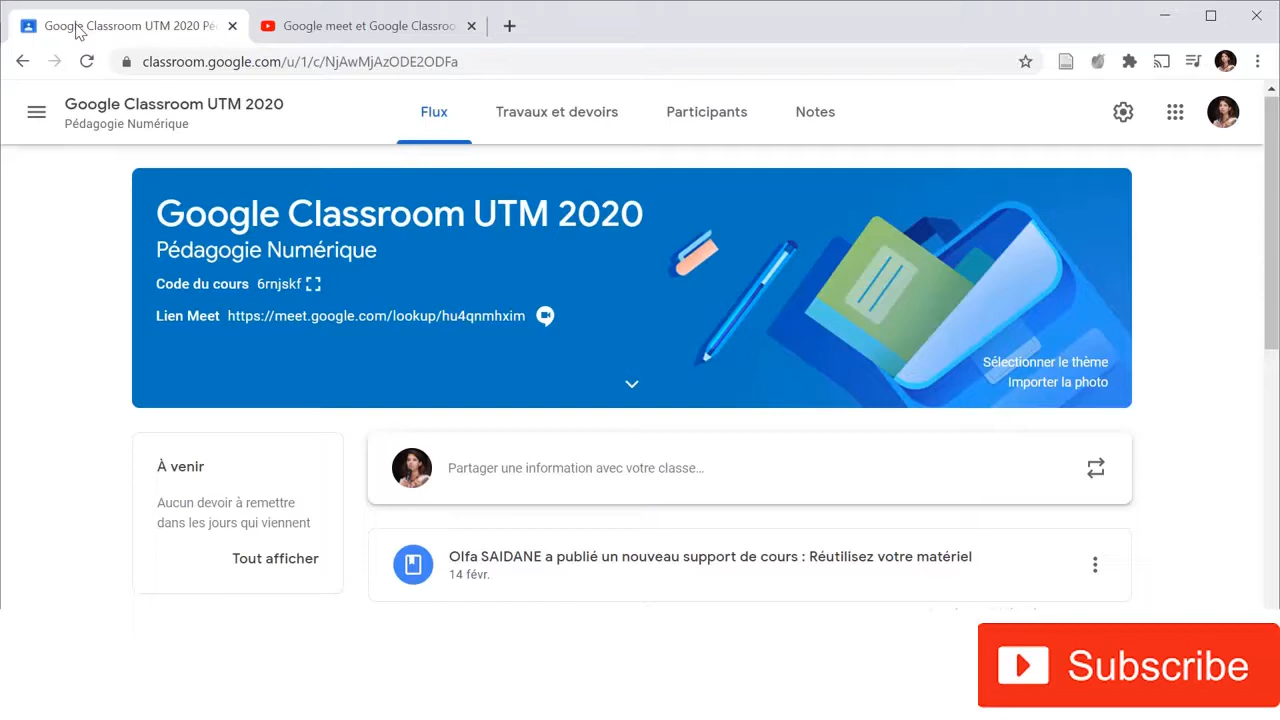 Google Classroom UTM 2020 Pé
Google meet et Google Classroo
classroom.google.com/u/1/c/NjAwMjAzODE2ODFa
Google Classroom UTM 2020
Pédagogie Numérique
Flux
Travaux et devoirs
Participants
Notes
Google Classroom UTM 2020
Pédagogie Numérique
Code du cours 6rnjskf
Lien Meet https://meet.google.com/lookup/hu4qnmhxim
Sélectionner le thème
Importer la photo
À venir
Aucun devoir à remettre
dans les jours qui viennent
Tout afficher
Partager une information avec votre classe...
Olfa SAIDANE a publié un nouveau support de cours : Réutilisez votre matériel
14 févr.
Subscribe